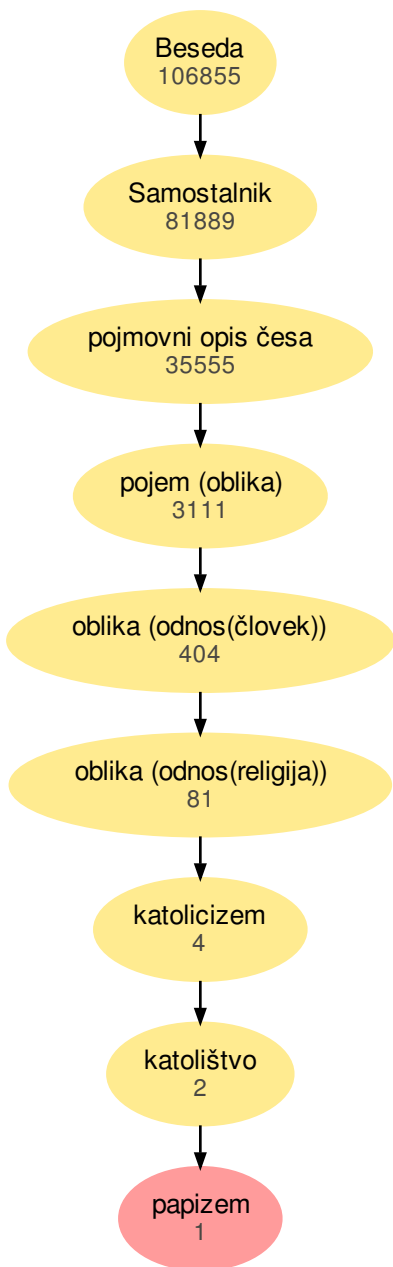 Beseda
106855
Samostalnik
81889
pojmovni opis česa
35555
pojem (oblika)
3111
oblika (odnos(človek))
404
oblika (odnos(religija))
81
katolicizem
4
katolištvo
2
papizem
1